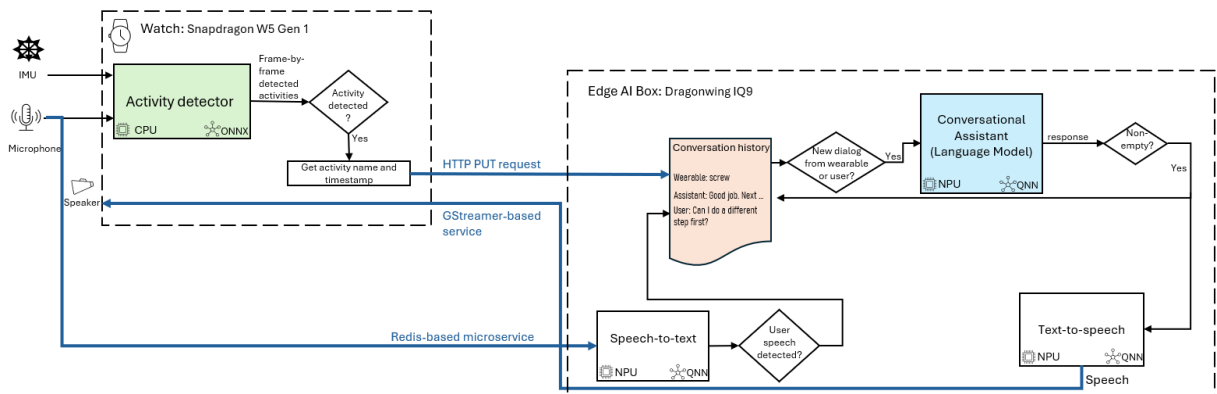 Watch: Snapdragon W5 Gen 1
IMU
Microphone
Speaker
Activity detector
CPU
ONNX
Frame-by-
frame
detected
activities
Activity
detected
?
Yes
Get activity name and
timestamp
HTTP PUT request
GStreamer-based
service
Redis-based microservice
Edge AI Box: Dragonwing IQ9
Conversation history
Wearable: screw
Assistant: Good job. Next ...
User: Can I do a different
step first?
New dialog
from wearable
or user?
Yes
Conversational
Assistant
(Language Model)
NPU
QNN
response
Non-
empty?
Yes
Speech-to-text
NPU
QNN
User
speech
detected?
Text-to-speech
NPU
QNN
Speech